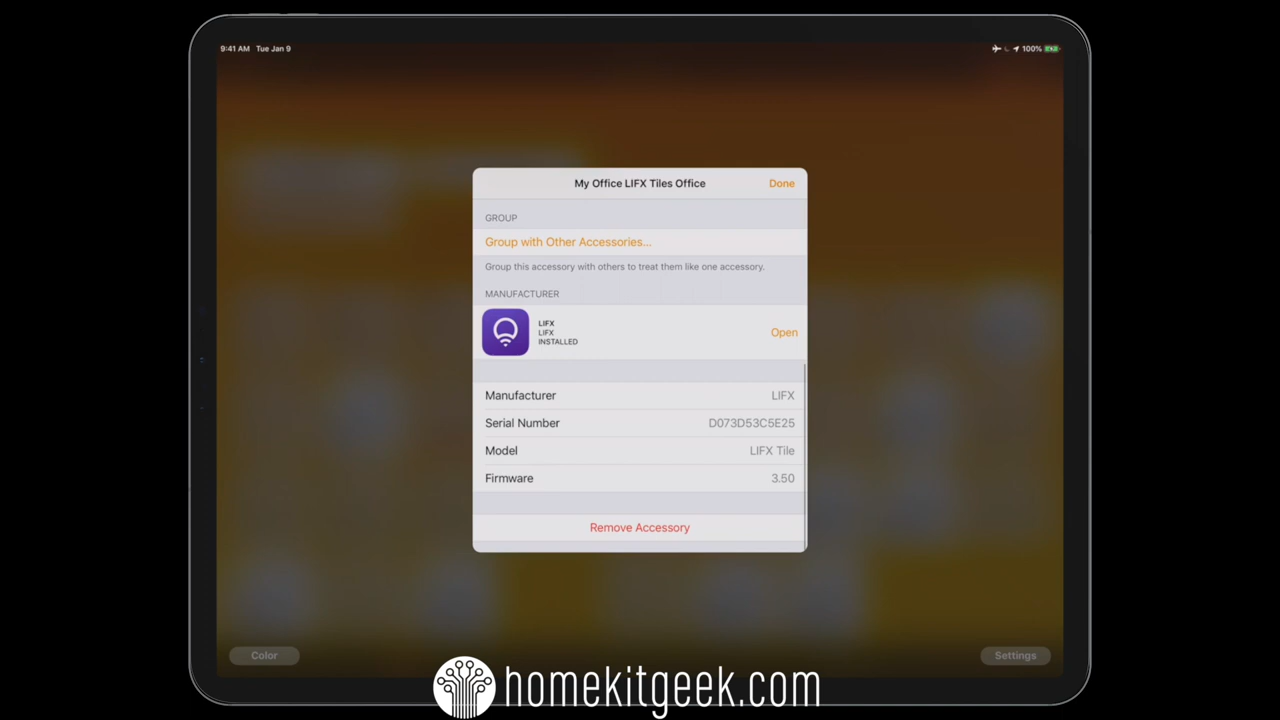 9:41 AM Tue Jan 9
100%
My Office LIFX Tiles Office
Done
GROUP
Group with Other Accessories...
Group this accessory with others to treat them like one accessory.
MANUFACTURER
LIFX
LIFX
INSTALLED
Open
Manufacturer LIFX
Serial Number D073D53C5E25
Model LIFX Tile
Firmware 3.50
Remove Accessory
Color
Settings
homekitgeek.com